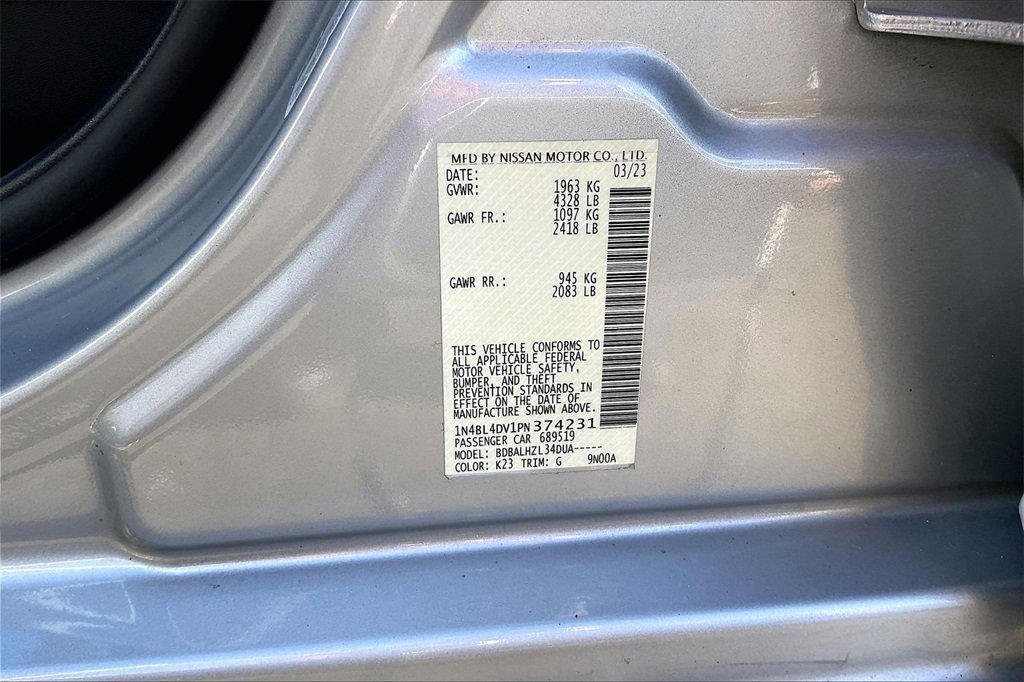 MFD BY NISSAN MOTOR CO., LTD.
DATE: 03/23
GVWR: 1963 KG
4328 LB
GAWR FR.: 1097 KG
2418 LB
GAWR RR.: 945 KG
2083 LB
THIS VEHICLE CONFORMS TO
ALL APPLICABLE FEDERAL
MOTOR VEHICLE SAFETY,
BUMPER, AND THEFT
PREVENTION STANDARDS IN
EFFECT ON THE DATE OF
MANUFACTURE SHOWN ABOVE.
1N4BL4DV1PN374231
PASSENGER CAR 689519
MODEL: BDBALHZL34DUA-----
COLOR: K23 TRIM: G 9N00A